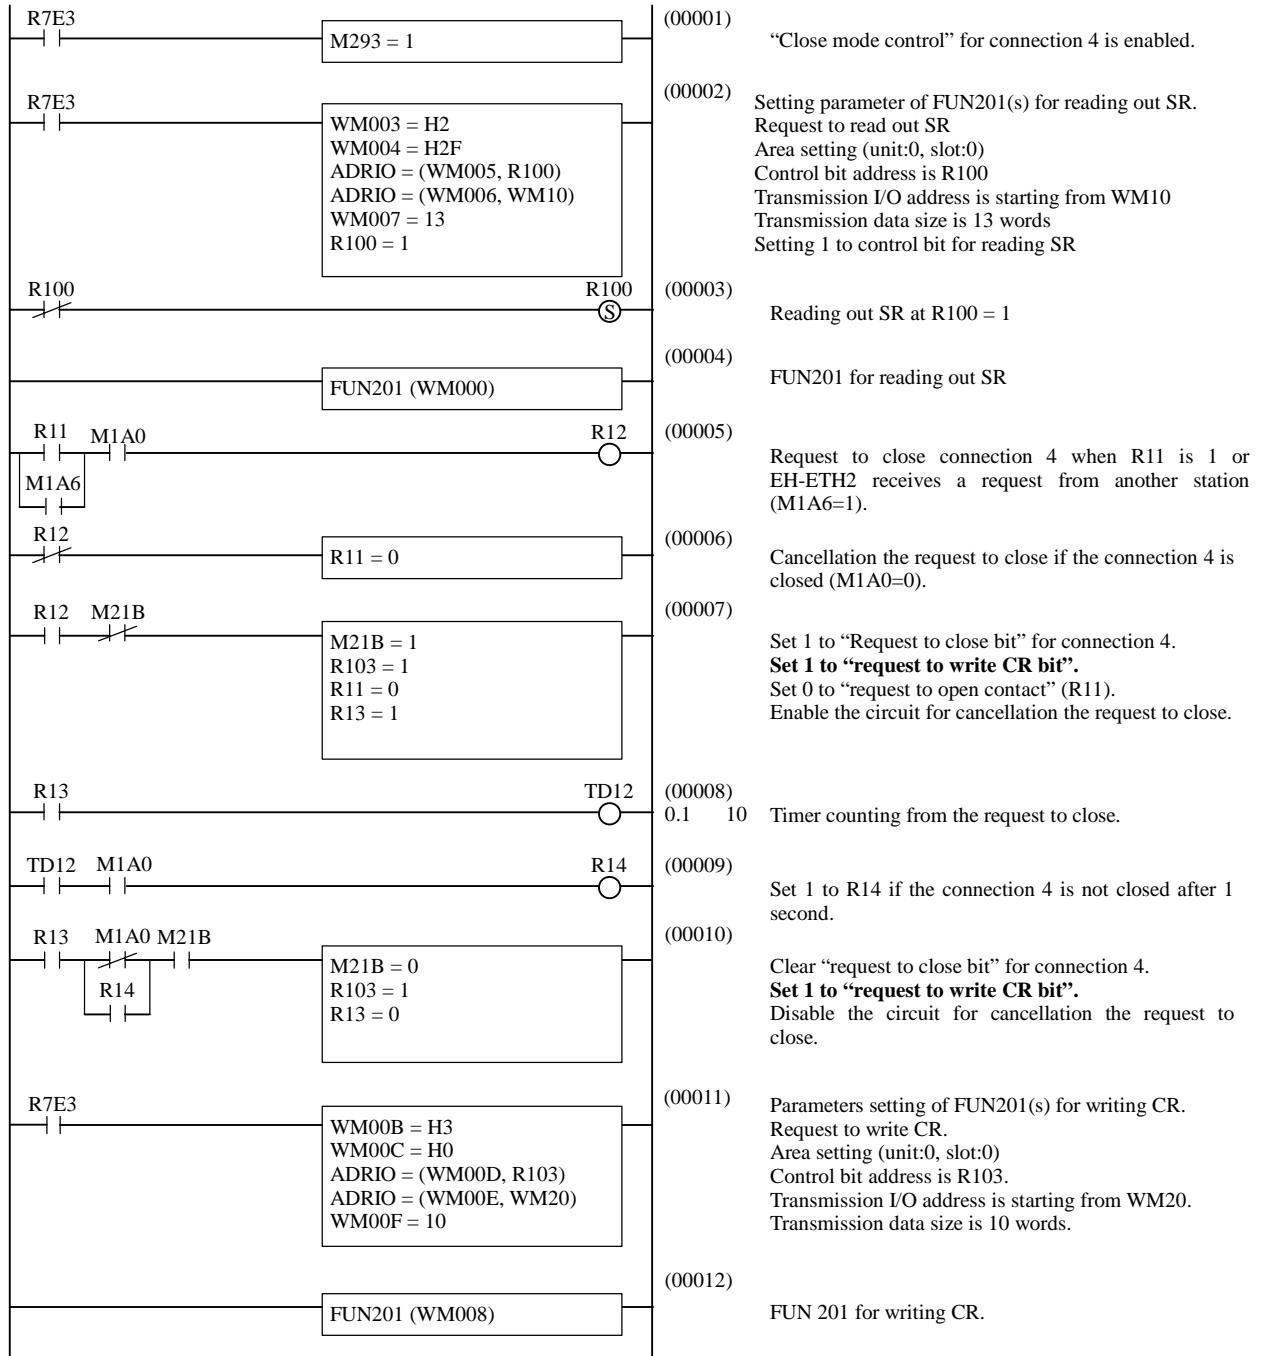 R7E3
(00001)
M293 = 1
“Close mode control” for connection 4 is enabled.
R7E3
(00002)
WM003 = H2
WM004 = H2F
ADRIO = (WM005, R100)
ADRIO = (WM006, WM10)
WM007 = 13
R100 = 1
Setting parameter of FUN201(s) for reading out SR.
Request to read out SR
Area setting (unit:0, slot:0)
Control bit address is R100
Transmission I/O address is starting from WM10
Transmission data size is 13 words
Setting 1 to control bit for reading SR
R100
R100
S
(00003)
Reading out SR at R100 = 1
(00004)
FUN201 (WM000)
FUN201 for reading out SR
R11
M1A0
R12
(00005)
M1A6
Request to close connection 4 when R11 is 1 or
EH-ETH2 receives a request from another station
(M1A6=1).
R12
(00006)
R11 = 0
Cancellation the request to close if the connection 4 is
closed (M1A0=0).
R12 M21B
(00007)
M21B = 1
R103 = 1
R11 = 0
R13 = 1
Set 1 to “Request to close bit” for connection 4.
Set 1 to “request to write CR bit”.
Set 0 to “request to open contact” (R11).
Enable the circuit for cancellation the request to close.
R13
TD12
(00008)
0.1 10
Timer counting from the request to close.
TD12 M1A0
R14
(00009)
Set 1 to R14 if the connection 4 is not closed after 1
second.
R13 M1A0 M21B
(00010)
R14
M21B = 0
R103 = 1
R13 = 0
Clear “request to close bit” for connection 4.
Set 1 to “request to write CR bit”.
Disable the circuit for cancellation the request to
close.
R7E3
(00011)
WM00B = H3
WM00C = H0
ADRIO = (WM00D, R103)
ADRIO = (WM00E, WM20)
WM00F = 10
Parameters setting of FUN201(s) for writing CR.
Request to write CR.
Area setting (unit:0, slot:0)
Control bit address is R103.
Transmission I/O address is starting from WM20.
Transmission data size is 10 words.
(00012)
FUN201 (WM008)
FUN 201 for writing CR.